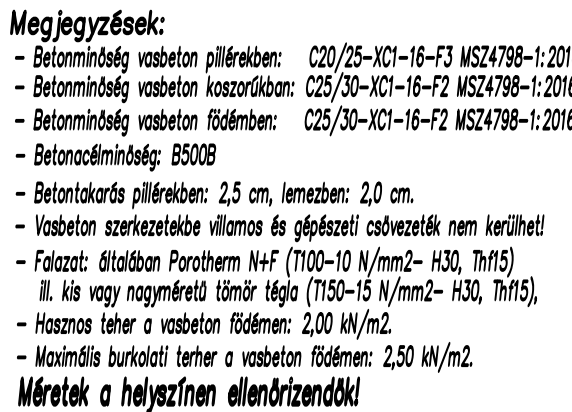 Megjegyzések:
- Betonminőség vasbeton pillérekben: C20/25-XC1-16-F3 MSZ4798-1:201
- Betonminőség vasbeton koszorúkban: C25/30-XC1-16-F2 MSZ4798-1:2016
- Betonminőség vasbeton födémben: C25/30-XC1-16-F2 MSZ4798-1:2016
- Betonacélminőség: B500B
- Betontakarás pillérekben: 2,5 cm, lemezben: 2,0 cm.
- Vasbeton szerkezetekbe villamos és gépészeti csővezeték nem kerülhet!
- Falazat: általában Porotherm N+F (T100-10 N/mm2- H30, Thf15)
ill. kis vagy nagyméretű tömör tégla (T150-15 N/mm2- H30, Thf15),
- Hasznos teher a vasbeton födémen: 2,00 kN/m2.
- Maximális burkolati terher a vasbeton födémen: 2,50 kN/m2.
Méretek a helyszínen ellenőrizendők!